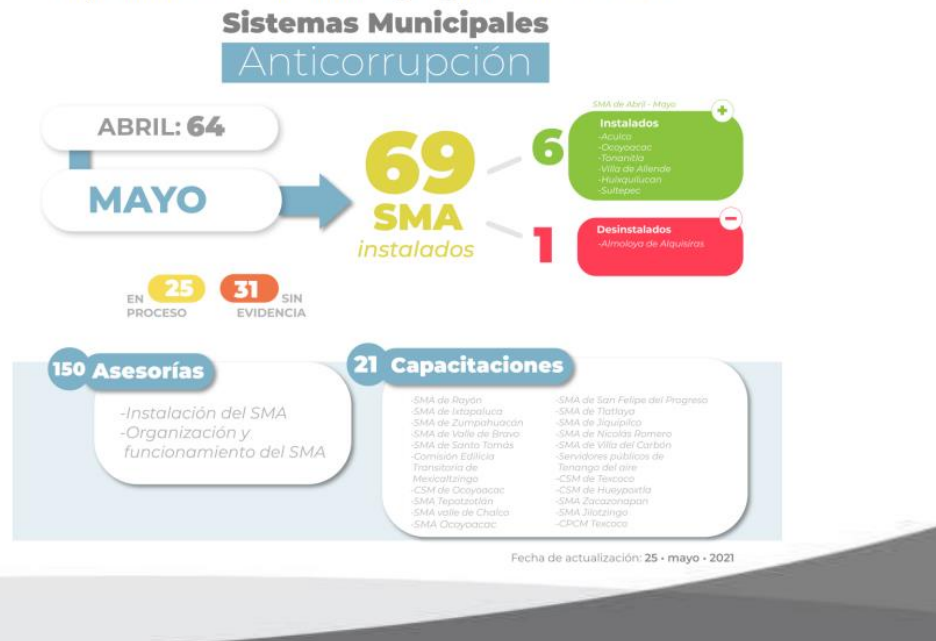 Sistemas Municipales
Anticorrupción
ABRIL: 64
MAYO
69
SMA
instalados
6
SMA de Abril - Mayo
+
Instalados
-Aculco
-Ocoyoacac
-Tonanitla
-Villa de Allende
-Huixquilucan
-Sultepec
1
−
Desinstalados
-Almoloya de Alquisiras
EN PROCESO
25
31
SIN EVIDENCIA
150 Asesorías
-Instalación del SMA
-Organización y
funcionamiento del SMA
21 Capacitaciones
-SMA de Rayón
-SMA de Ixtapaluca
-SMA de Zumpahuacán
-SMA de Valle de Bravo
-SMA de Santo Tomás
-Comisión Edilicia
Transitoria de
Mexicaltzingo
-CSM de Ocoyoacac
-SMA Tepotzotlan
-SMA valle de Chalco
-SMA Ocoyoacac
-SMA de San Felipe del Progreso
-SMA de Tlatlaya
-SMA de Jiquipilco
-SMA de Nicolás Romero
-SMA de Villa del Carbón
-Servidores públicos de
Tenango del aire
-CSM de Texcoco
-CSM de Hueypoxtla
-SMA Zacazonapan
-SMA Jilotzingo
-CPCM Texcoco
Fecha de actualización: 25 • mayo • 2021